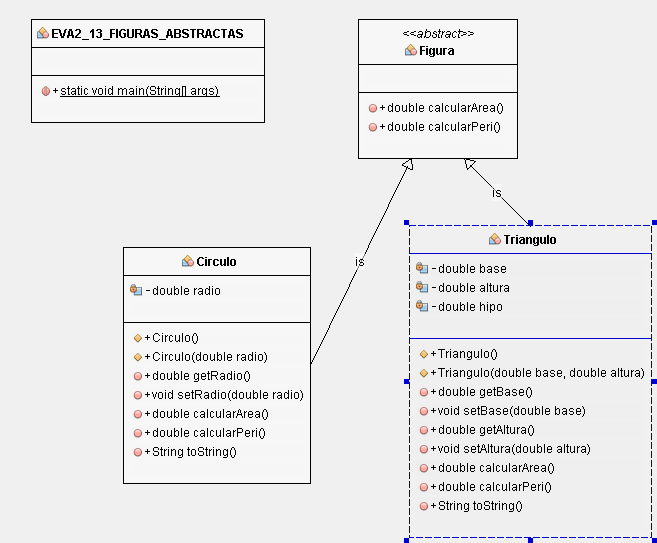 EVA2_13_FIGURAS_ABSTRACTAS
+ static void main(String[] args)
<<abstract>>
Figura
+ double calcularArea()
+ double calcularPeri()
is
is
Circulo
- double radio
+ Circulo()
+ Circulo(double radio)
+ double getRadio()
+ void setRadio(double radio)
+ double calcularArea()
+ double calcularPeri()
+ String toString()
Triangulo
- double base
- double altura
- double hipo
+ Triangulo()
+ Triangulo(double base, double altura)
+ double getBase()
+ void setBase(double base)
+ double getAltura()
+ void setAltura(double altura)
+ double calcularArea()
+ double calcularPeri()
+ String toString()